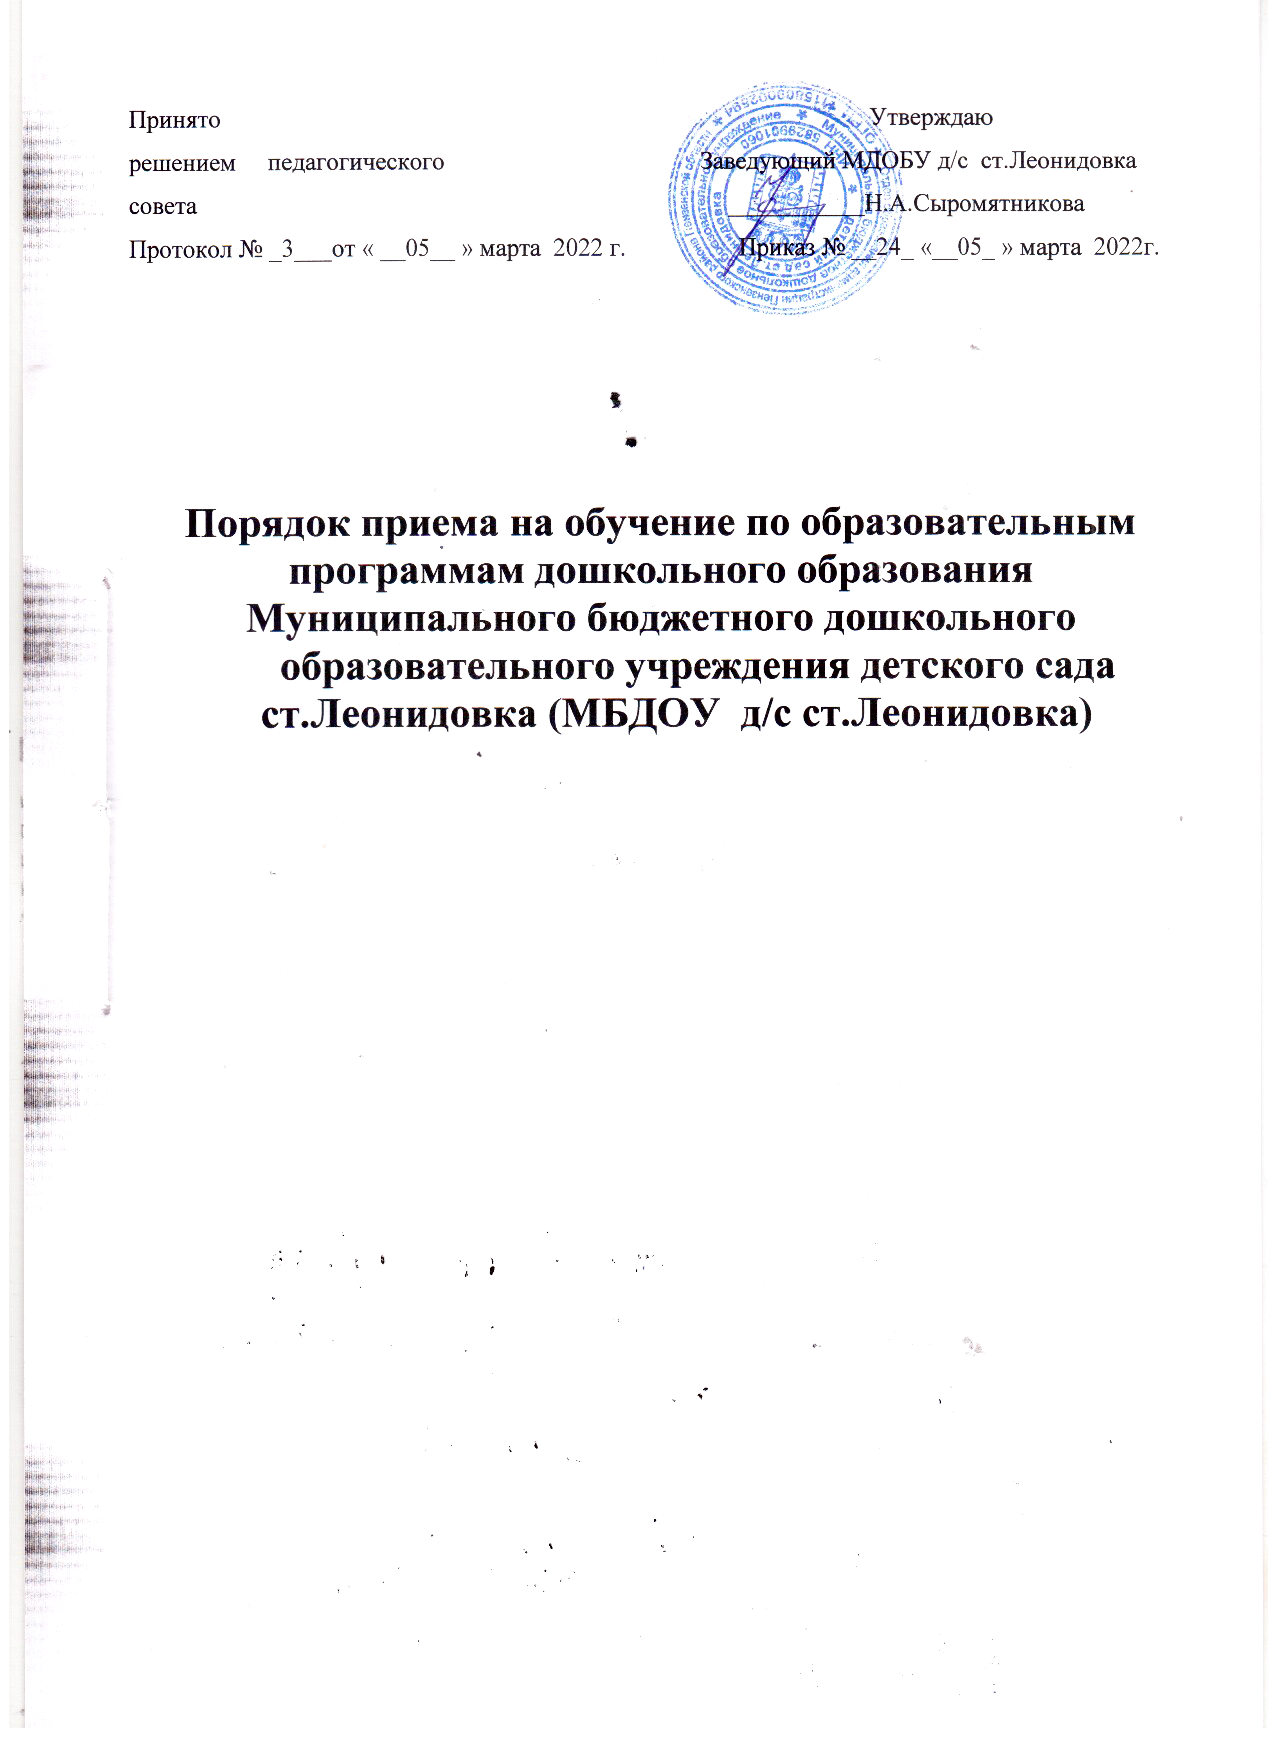 Принято Утверждаю
решением педагогического Заведующий МДОБУ д/с ст.Леонидовка
совета ___________Н.А.Сыромятникова
Протокол № _3___от « __05__ » марта 2022 г. Приказ № __24_ «__05_ » марта 2022г.
Порядок приема на обучение по образовательным
программам дошкольного образования
Муниципального бюджетного дошкольного
образовательного учреждения детского сада
ст.Леонидовка (МБДОУ д/с ст.Леонидовка)